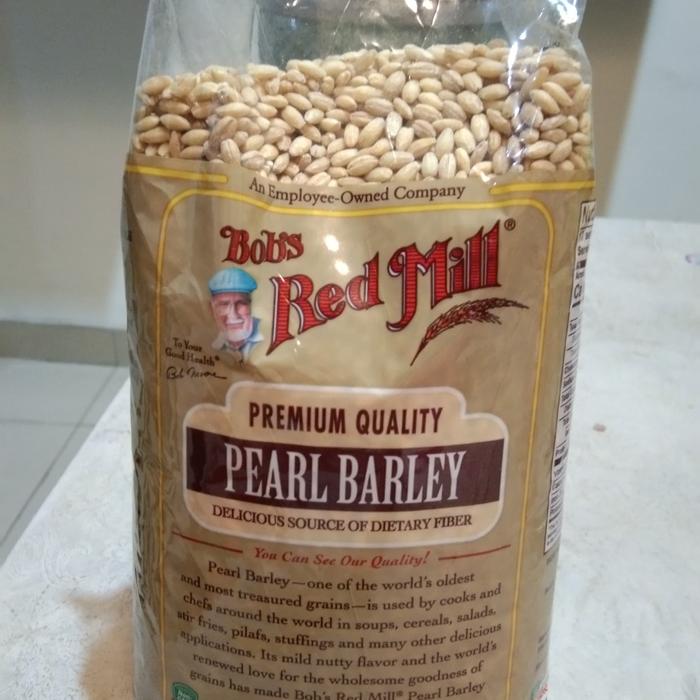 An Employee-Owned Company
Bob's
Red Mill®
To Your
Good Health®
Bob Moore
PREMIUM QUALITY
PEARL BARLEY
DELICIOUS SOURCE OF DIETARY FIBER
You Can See Our Quality!
Pearl Barley—one of the world's oldest
and most treasured grains—is used by cooks and
chefs around the world in soups, cereals, salads,
stir fries, pilafs, stuffings and many other delicious
applications. Its mild nutty flavor and the world's
renewed love for the wholesome goodness of
grains has made Bob's Red Mill® Pearl Barley